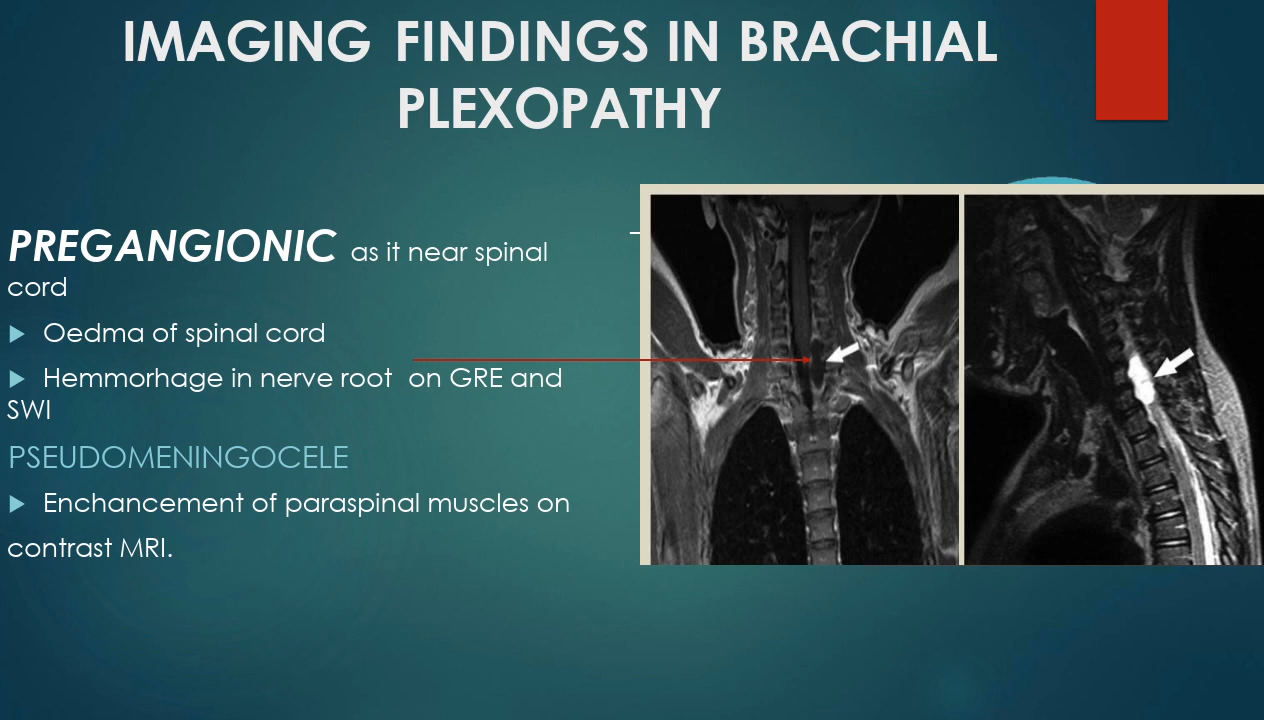 IMAGING FINDINGS IN BRACHIAL
PLEXOPATHY
PREGANGIONIC as it near spinal
cord
Oedma of spinal cord
Hemmorhage in nerve root on GRE and
SWI
PSEUDOMENINGOCELE
Enchancement of paraspinal muscles on
contrast MRI.